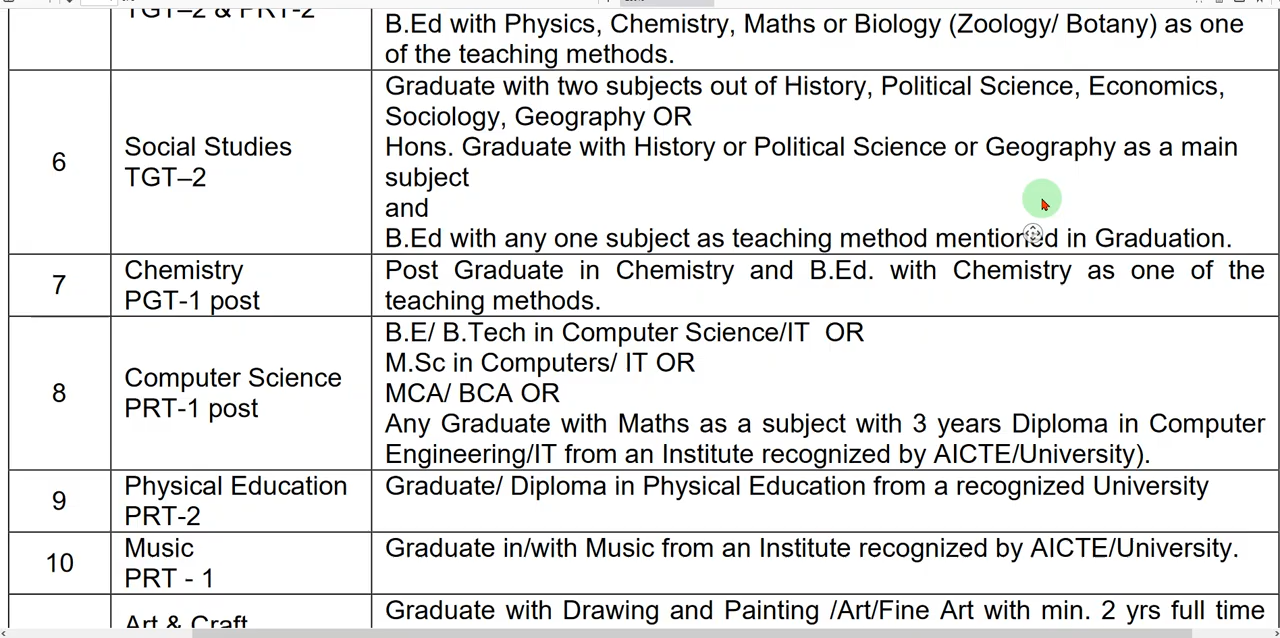 TGT–2 & PRT-2
B.Ed with Physics, Chemistry, Maths or Biology (Zoology/ Botany) as one
of the teaching methods.
6
Social Studies
TGT–2
Graduate with two subjects out of History, Political Science, Economics,
Sociology, Geography OR
Hons. Graduate with History or Political Science or Geography as a main
subject
and
B.Ed with any one subject as teaching method mentioned in Graduation.
7
Chemistry
PGT-1 post
Post Graduate in Chemistry and B.Ed. with Chemistry as one of the
teaching methods.
8
Computer Science
PRT-1 post
B.E/ B.Tech in Computer Science/IT OR
M.Sc in Computers/ IT OR
MCA/ BCA OR
Any Graduate with Maths as a subject with 3 years Diploma in Computer
Engineering/IT from an Institute recognized by AICTE/University).
9
Physical Education
PRT-2
Graduate/ Diploma in Physical Education from a recognized University
10
Music
PRT - 1
Graduate in/with Music from an Institute recognized by AICTE/University.
Art & Craft
Graduate with Drawing and Painting /Art/Fine Art with min. 2 yrs full time